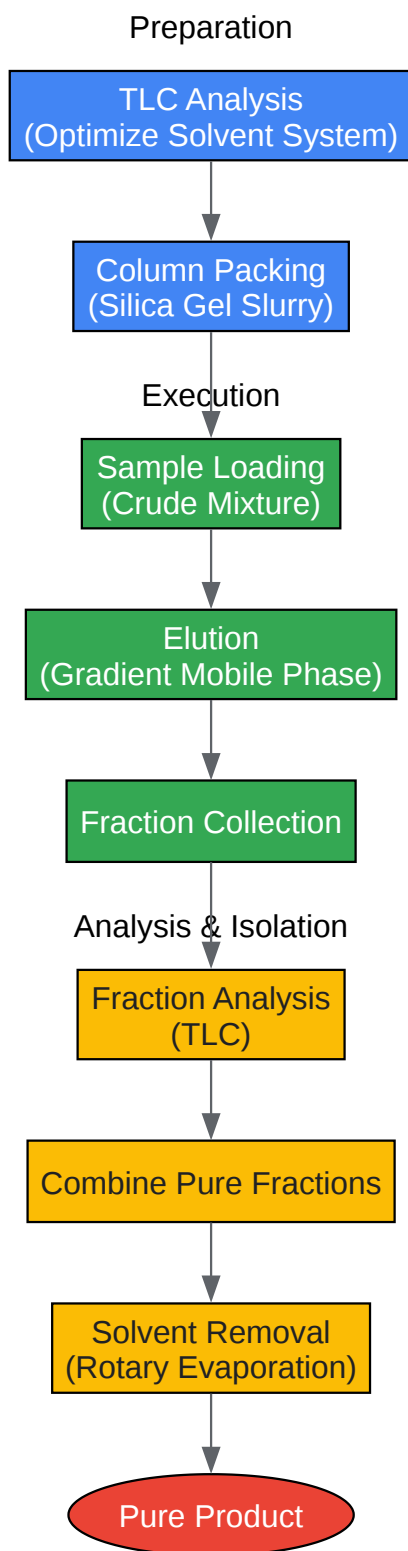 Preparation
TLC Analysis
(Optimize Solvent System)
Column Packing
(Silica Gel Slurry)
Execution
Sample Loading
(Crude Mixture)
Elution
(Gradient Mobile Phase)
Fraction Collection
Analysis & Isolation
Fraction Analysis
(TLC)
Combine Pure Fractions
Solvent Removal
(Rotary Evaporation)
Pure Product